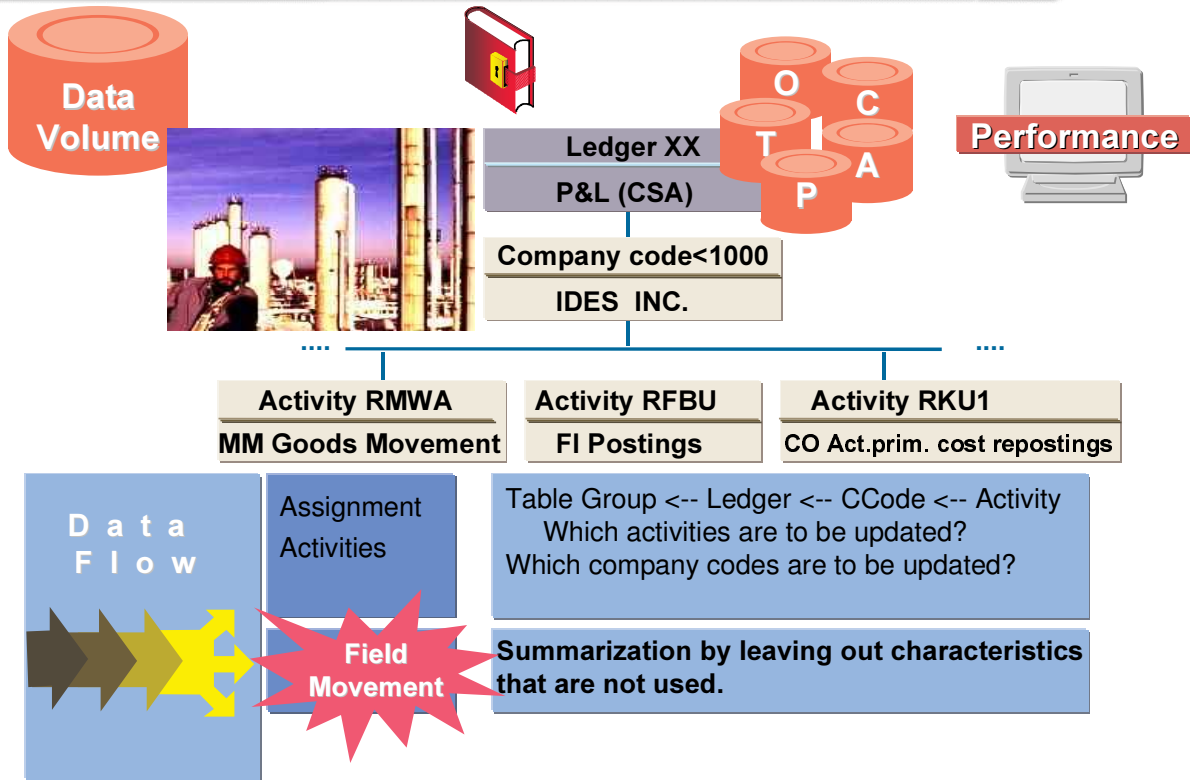 Data
Volume
O
C
T
A
P
Performance
Ledger XX
P&L (CSA)
Company code<1000
IDES INC.
....
....
Activity RMWA
MM Goods Movement
Activity RFBU
FI Postings
Activity RKU1
CO Act.prim. cost repostings
D a t a
F l o w
Assignment
Activities
Table Group <-- Ledger <-- CCode <-- Activity
Which activities are to be updated?
Which company codes are to be updated?
Field
Movement
Summarization by leaving out characteristics
that are not used.